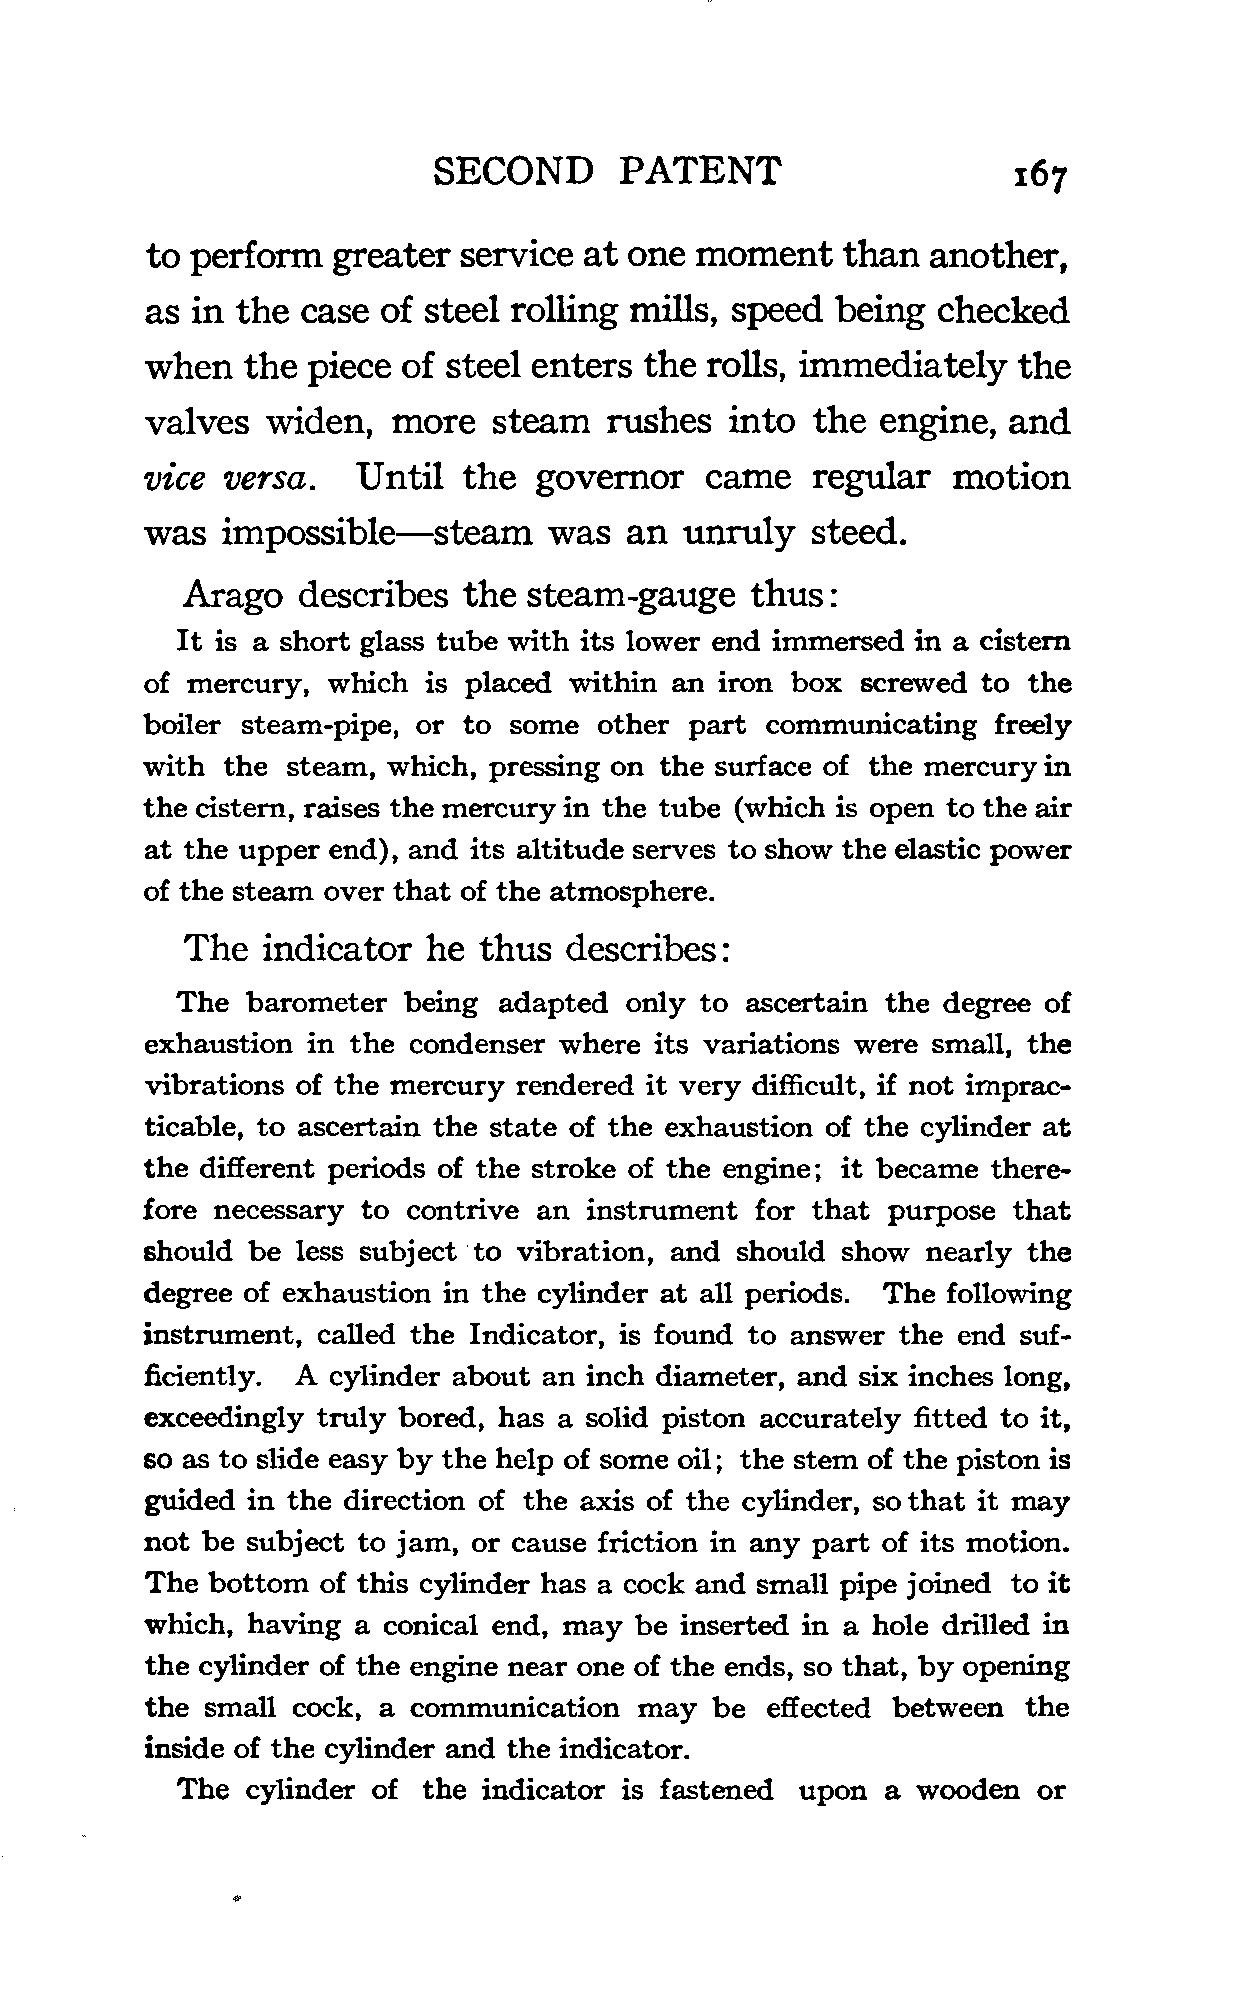 SECOND PATENT 167
to perform greater service at one moment than another,
as in the case of steel rolling mills, speed being checked
when the piece of steel enters the rolls, immediately the
valves widen, more steam rushes into the engine, and
vice versa. Until the governor came regular motion
was impossible—steam was an unruly steed.
Arago describes the steam-gauge thus:
It is a short glass tube with its lower end immersed in a cistern
of mercury, which is placed within an iron box screwed to the
boiler steam-pipe, or to some other part communicating freely
with the steam, which, pressing on the surface of the mercury in
the cistern, raises the mercury in the tube (which is open to the air
at the upper end), and its altitude serves to show the elastic power
of the steam over that of the atmosphere.
The indicator he thus describes:
The barometer being adapted only to ascertain the degree of
exhaustion in the condenser where its variations were small, the
vibrations of the mercury rendered it very difficult, if not imprac-
ticable, to ascertain the state of the exhaustion of the cylinder at
the different periods of the stroke of the engine; it became there-
fore necessary to contrive an instrument for that purpose that
should be less subject to vibration, and should show nearly the
degree of exhaustion in the cylinder at all periods. The following
instrument, called the Indicator, is found to answer the end suf-
ficiently. A cylinder about an inch diameter, and six inches long,
exceedingly truly bored, has a solid piston accurately fitted to it,
so as to slide easy by the help of some oil; the stem of the piston is
guided in the direction of the axis of the cylinder, so that it may
not be subject to jam, or cause friction in any part of its motion.
The bottom of this cylinder has a cock and small pipe joined to it
which, having a conical end, may be inserted in a hole drilled in
the cylinder of the engine near one of the ends, so that, by opening
the small cock, a communication may be effected between the
inside of the cylinder and the indicator.
The cylinder of the indicator is fastened upon a wooden or